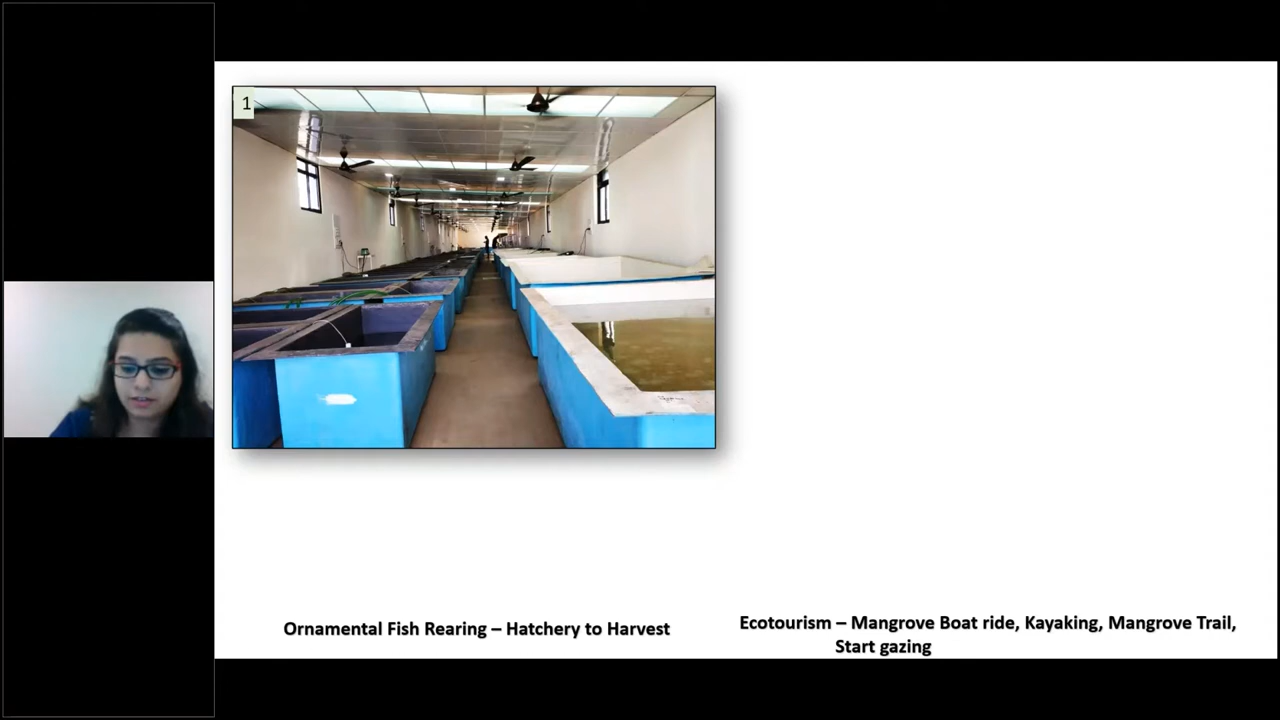 1
Ornamental Fish Rearing – Hatchery to Harvest
Ecotourism – Mangrove Boat ride, Kayaking, Mangrove Trail,
Start gazing